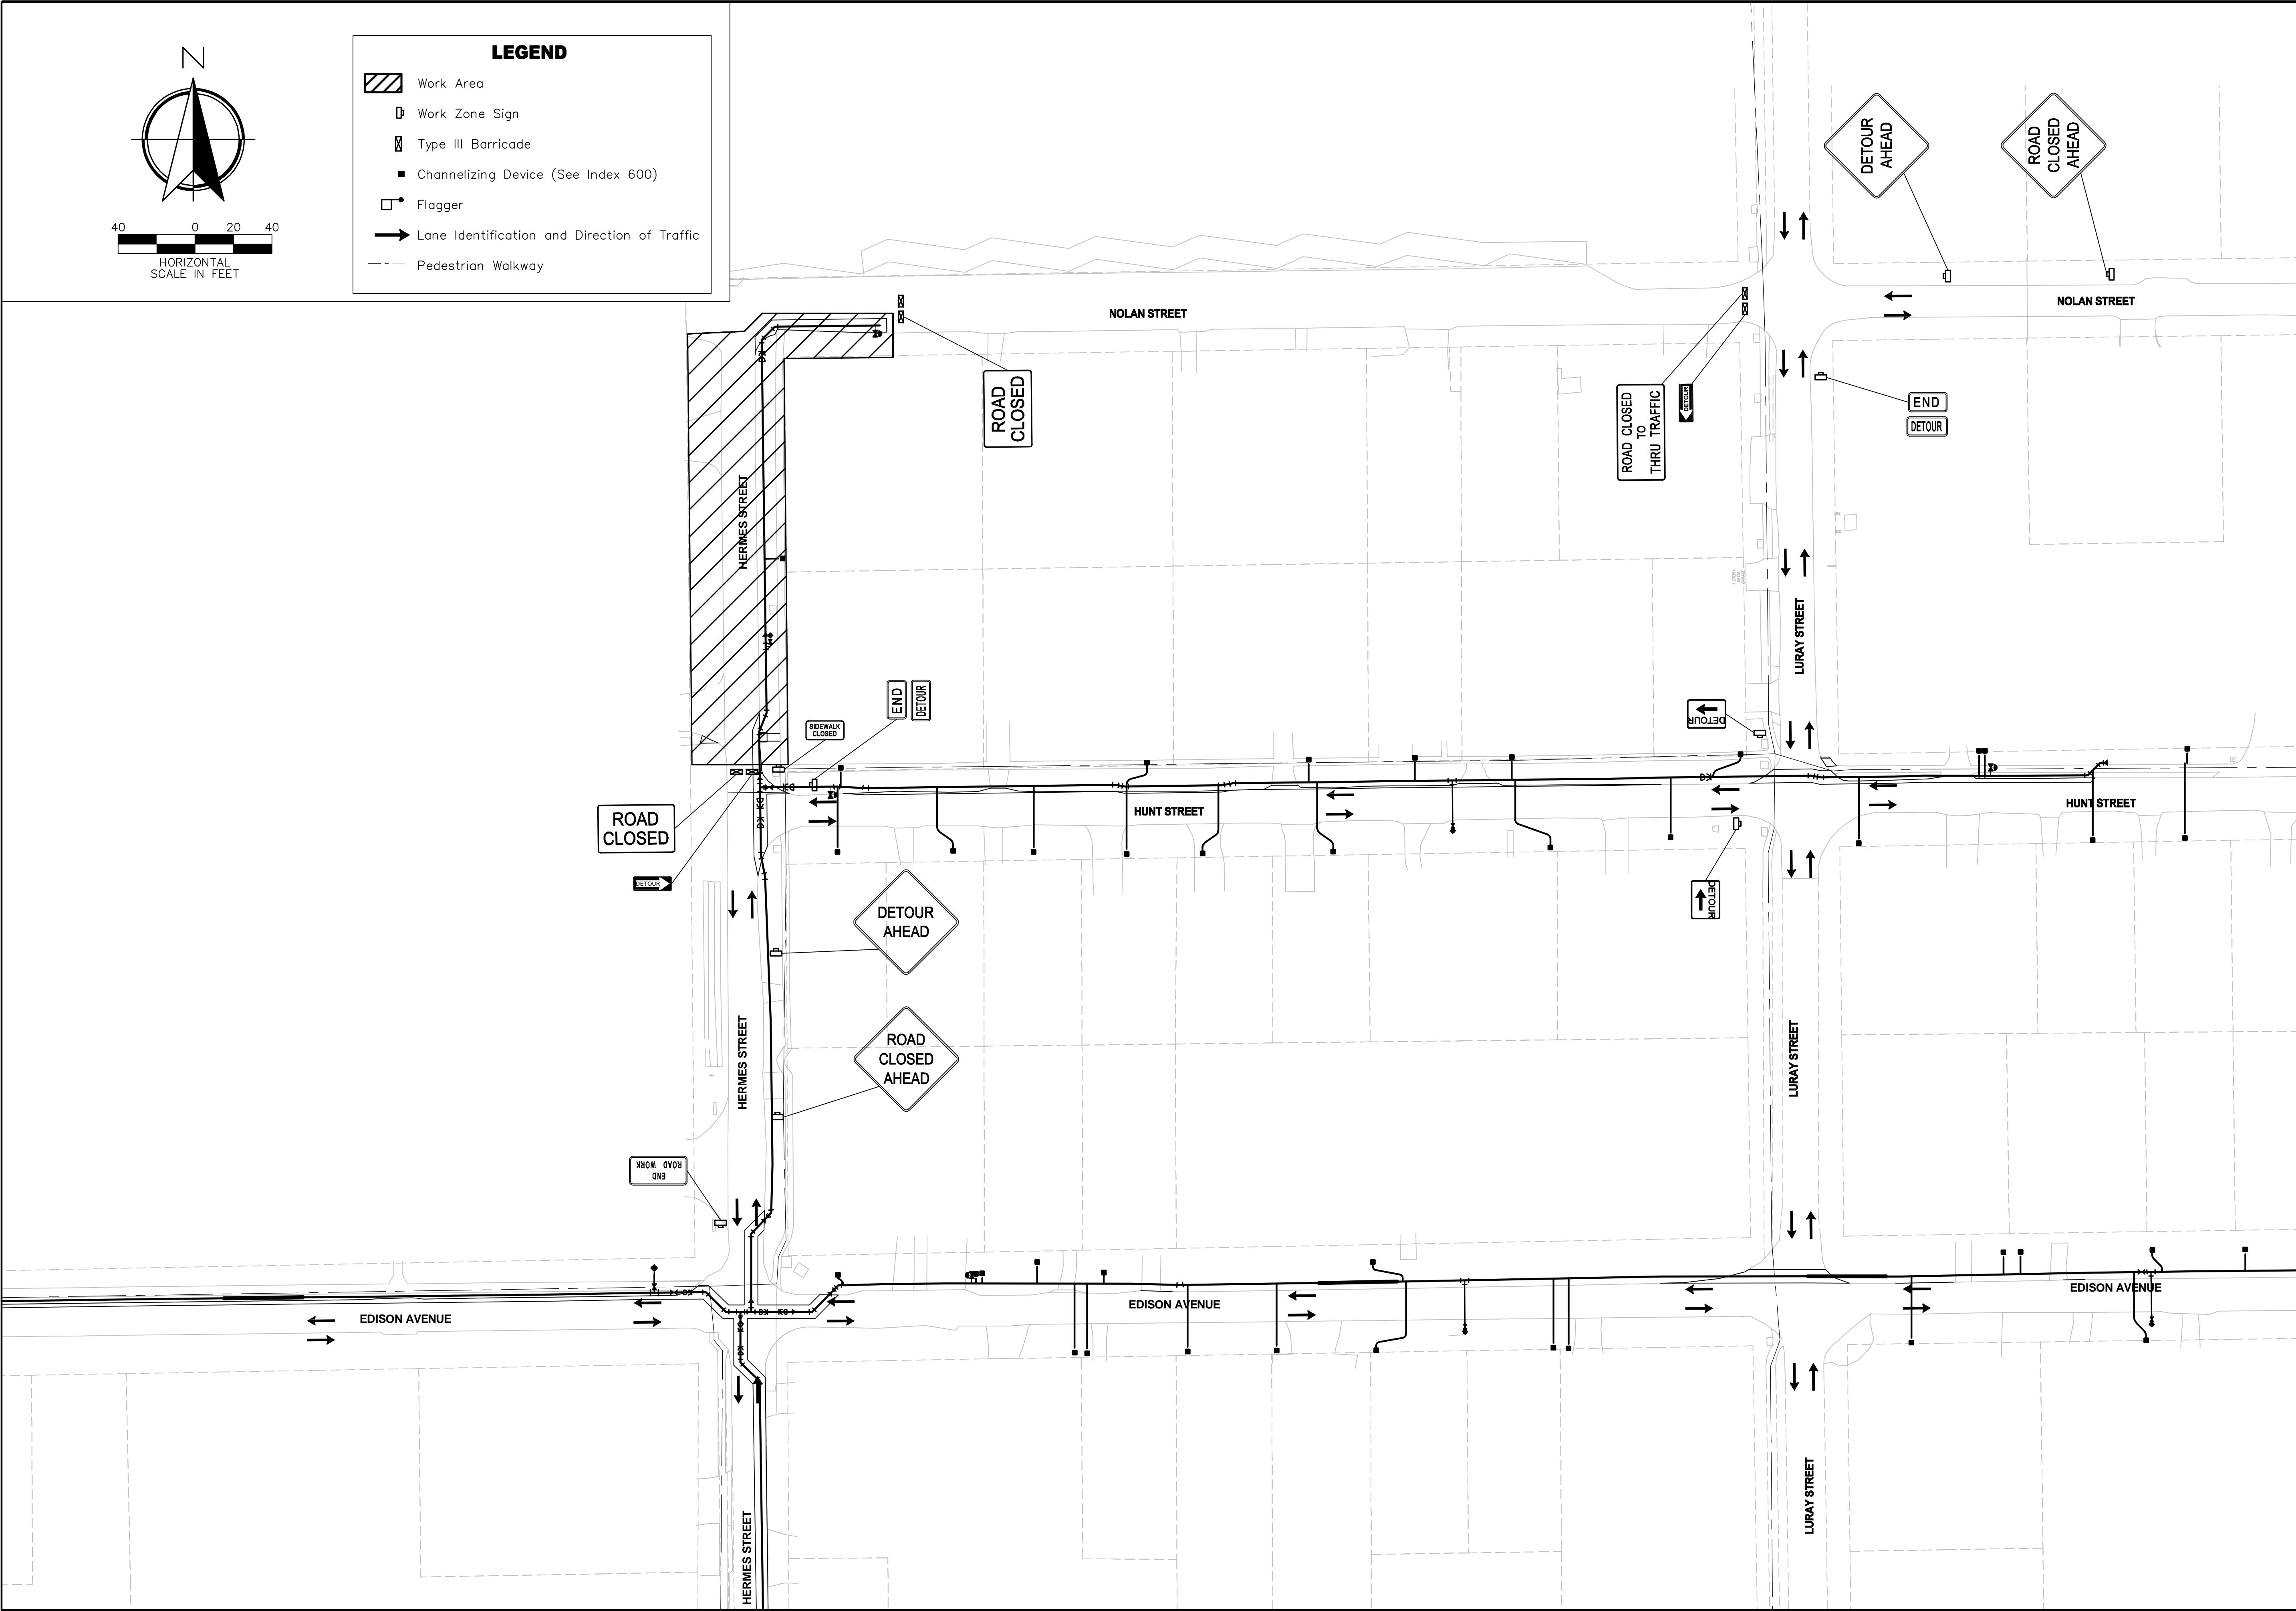 N
40 0 20 40
HORIZONTAL
SCALE IN FEET
LEGEND
Work Area
Work Zone Sign
Type III Barricade
Channelizing Device (See Index 600)
Flagger
Lane Identification and Direction of Traffic
Pedestrian Walkway
DETOUR
AHEAD
ROAD
CLOSED
AHEAD
NOLAN STREET
NOLAN STREET
ROAD
CLOSED
ROAD CLOSED
TO
THRU TRAFFIC
DETOUR
END
DETOUR
HERMES STREET
LURAY STREET
END
DETOUR
SIDEWALK
CLOSED
DETOUR
HUNT STREET
HUNT STREET
ROAD
CLOSED
DETOUR
DETOUR
DETOUR
AHEAD
HERMES STREET
ROAD
CLOSED
AHEAD
LURAY STREET
END
ROAD WORK
EDISON AVENUE
EDISON AVENUE
EDISON AVENUE
HERMES STREET
LURAY STREET